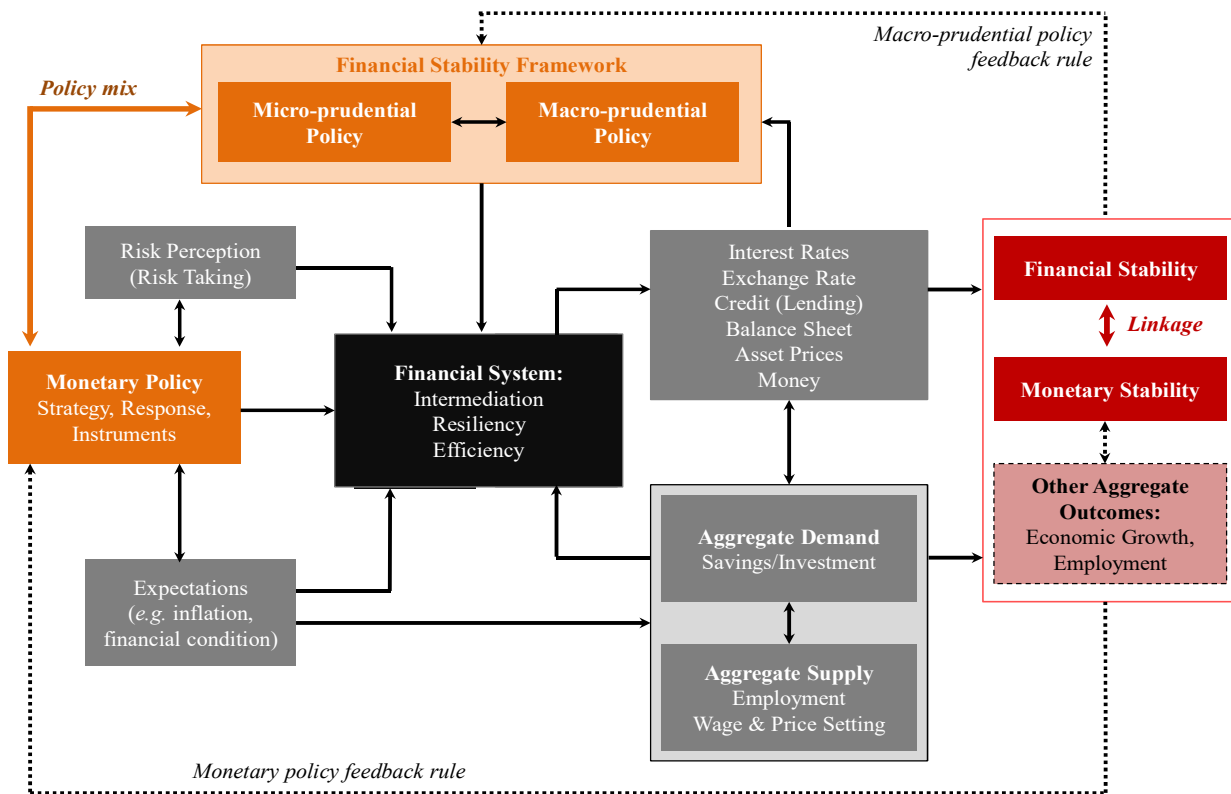 Macro-prudential policy
feedback rule
Financial Stability Framework
Policy mix
Micro-prudential
Policy
Macro-prudential
Policy
Risk Perception
(Risk Taking)
Interest Rates
Exchange Rate
Credit (Lending)
Balance Sheet
Asset Prices
Money
Financial Stability
Linkage
Monetary Stability
Monetary Policy
Strategy, Response,
Instruments
Financial System:
Intermediation
Resiliency
Efficiency
Other Aggregate
Outcomes:
Economic Growth,
Employment
Aggregate Demand
Savings/Investment
Expectations
(e.g. inflation,
financial condition)
Aggregate Supply
Employment
Wage & Price Setting
Monetary policy feedback rule